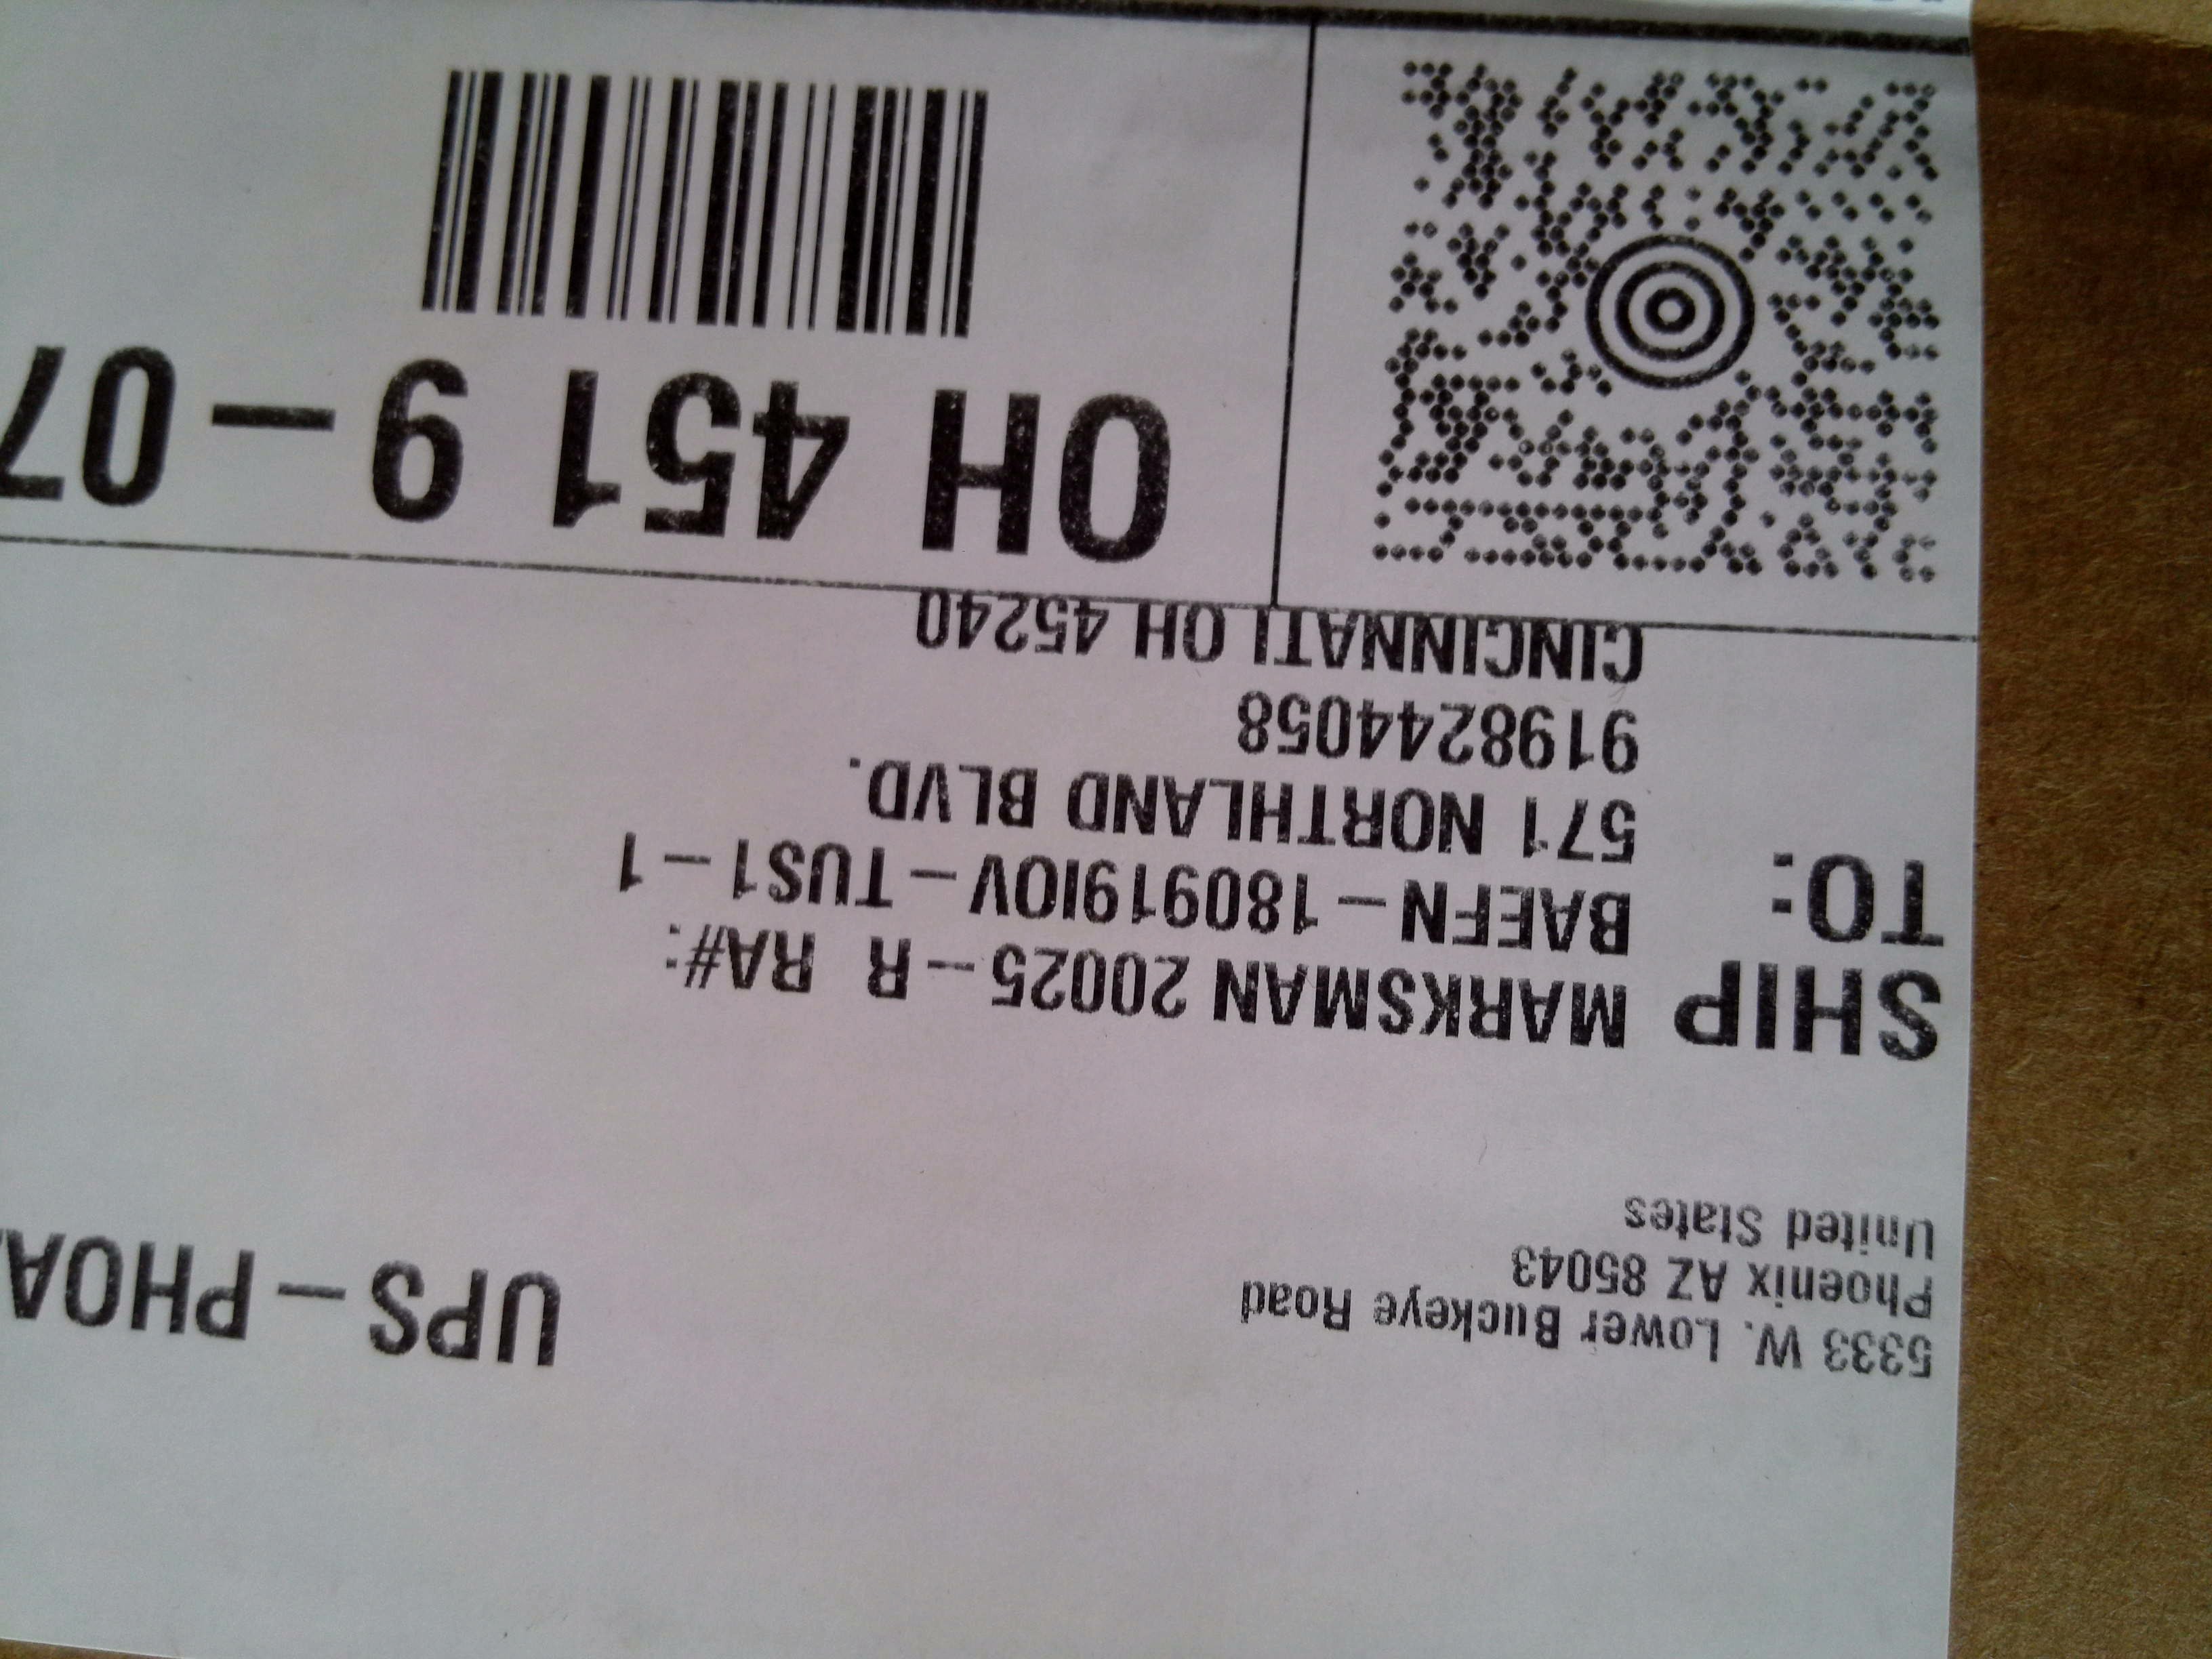 5333 W. Lower Buckeye Road
Phoenix AZ 85043
United States
UPS-PHOA
SHIP
TO:
MARKSMAN 20025-R RA#:
BAEFN-180919IOV-TUS1-1
571 NORTHLAND BLVD.
9198244058
CINCINNATI OH 45240
OH 451 9-07